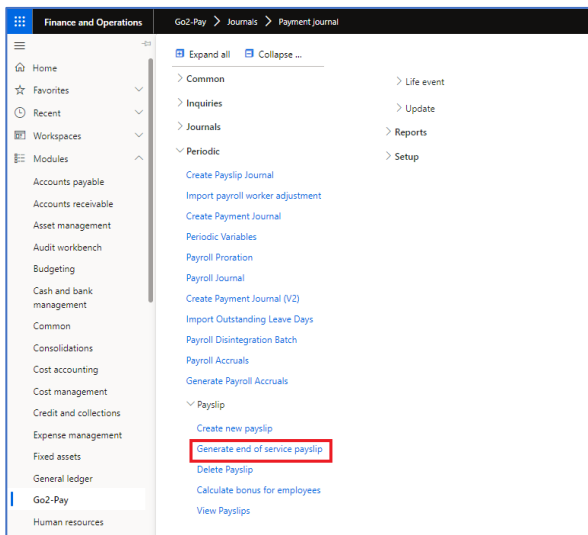 Finance and Operations
Go2-Pay > Journals > Payment journal
Home
Favorites
Recent
Workspaces
Modules
Accounts payable
Accounts receivable
Asset management
Audit workbench
Budgeting
Cash and bank
management
Common
Consolidations
Cost accounting
Cost management
Credit and collections
Expense management
Fixed assets
General ledger
Go2-Pay
Human resources
Expand all
Collapse ...
Common
Inquiries
Journals
Periodic
Create Payslip Journal
Import payroll worker adjustment
Create Payment Journal
Periodic Variables
Payroll Proration
Payroll Journal
Create Payment Journal (V2)
Import Outstanding Leave Days
Payroll Disintegration Batch
Payroll Accruals
Generate Payroll Accruals
Payslip
Create new payslip
Generate end of service payslip
Delete Payslip
Calculate bonus for employees
View Payslips
Life event
Update
Reports
Setup